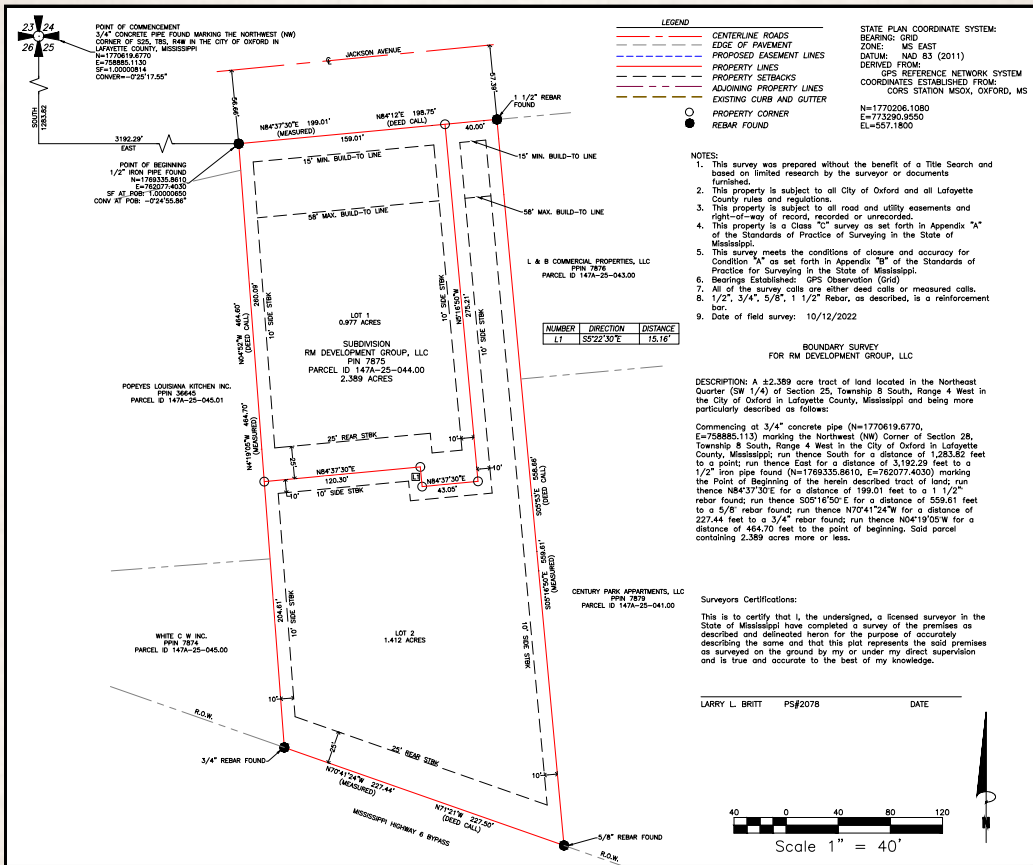 23 24
26 25
POINT OF COMMENCEMENT
3/4" CONCRETE PIPE FOUND MARKING THE NORTHWEST (NW)
CORNER OF S25, T8S, R4W IN THE CITY OF OXFORD IN
LAFAYETTE COUNTY, MISSISSIPPI
N=1770619.6770
E=758885.1130
SF=1.00000814
CONVER=-0°25'17.55"
SOUTH
1283.82
3192.29'
EAST
POINT OF BEGINNING
1/2" IRON PIPE FOUND
N=1769335.8610
E=762077.4030
SF AT POB: 1.00000650
CONV AT POB: -0°24'55.86"
JACKSON AVENUE
56.66'
57.39'
1 1/2" REBAR
FOUND
N84°37'30"E 199.01'
(MEASURED)
N84°12'E 198.75'
(DEED CALL)
159.01'
40.00'
15' MIN. BUILD-TO LINE
15' MIN. BUILD-TO LINE
58' MAX. BUILD-TO LINE
58' MAX. BUILD-TO LINE
L & B COMMERCIAL PROPERTIES, LLC
PPIN 7876
PARCEL ID 147A-25-043.00
260.09'
10' SIDE STBK
10' SIDE STBK
N5°16'50"W
275.21'
10' SIDE STBK
10' SIDE STBK
N04°52'W 464.60'
(DEED CALL)
N4°19'05"W 464.70'
(MEASURED)
LOT 1
0.977 ACRES
SUBDIVISION
RM DEVELOPMENT GROUP, LLC
PIN 7875
PARCEL ID 147A-25-044.00
2.389 ACRES
NUMBER DIRECTION DISTANCE
L1 S5°22'30"E 15.16'
POPEYES LOUISIANA KITCHEN INC.
PPIN 36645
PARCEL ID 147A-25-045.01
25' REAR STBK
10'
25'
N84°37'30"E
120.30'
L1
N84°37'30"E
43.05'
10'
10'
10' SIDE STBK
S05°53'E 558.66'
(DEED CALL)
S05°16'50"E 559.61'
(MEASURED)
CENTURY PARK APPARTMENTS, LLC
PPIN 7879
PARCEL ID 147A-25-041.00
204.61'
10' SIDE STBK
10' SIDE STBK
WHITE C W INC.
PPIN 7874
PARCEL ID 147A-25-045.00
LOT 2
1.412 ACRES
10'
R.O.W.
25'
25' REAR STBK
10'
3/4" REBAR FOUND
N70°41'24"W 227.44'
(MEASURED)
N71°21'W 227.50'
(DEED CALL)
MISSISSIPPI HIGHWAY 6 BYPASS
5/8" REBAR FOUND
R.O.W.
LEGEND
CENTERLINE ROADS
EDGE OF PAVEMENT
PROPOSED EASEMENT LINES
PROPERTY LINES
PROPERTY SETBACKS
ADJOINING PROPERTY LINES
EXISTING CURB AND GUTTER
PROPERTY CORNER
REBAR FOUND
STATE PLAN COORDINATE SYSTEM:
BEARING: GRID
ZONE: MS EAST
DATUM: NAD 83 (2011)
DERIVED FROM:
GPS REFERENCE NETWORK SYSTEM
COORDINATES ESTABLISHED FROM:
CORS STATION MSOX, OXFORD, MS
N=1770206.1080
E=773290.9550
EL=557.1800
NOTES:
1. This survey was prepared without the benefit of a Title Search and
based on limited research by the surveyor or documents
furnished.
2. This property is subject to all City of Oxford and all Lafayette
County rules and regulations.
3. This property is subject to all road and utility easements and
right-of-way of record, recorded or unrecorded.
4. This property is a Class "C" survey as set forth in Appendix "A"
of the Standards of Practice of Surveying in the State of
Mississippi.
5. This survey meets the conditions of closure and accuracy for
Condition "A" as set forth in Appendix "B" of the Standards of
Practice for Surveying in the State of Mississippi.
6. Bearings Established: GPS Observation (Grid)
7. All of the survey calls are either deed calls or measured calls.
8. 1/2", 3/4", 5/8", 1 1/2" Rebar, as described, is a reinforcement
bar.
9. Date of field survey: 10/12/2022
BOUNDARY SURVEY
FOR RM DEVELOPMENT GROUP, LLC
DESCRIPTION: A ±2.389 acre tract of land located in the Northeast
Quarter (SW 1/4) of Section 25, Township 8 South, Range 4 West in
the City of Oxford in Lafayette County, Mississippi and being more
particularly described as follows:
Commencing at 3/4" concrete pipe (N=1770619.6770,
E=758885.113) marking the Northwest (NW) Corner of Section 28,
Township 8 South, Range 4 West in the City of Oxford in Lafayette
County, Mississippi; run thence South for a distance of 1,283.82 feet
to a point; run thence East for a distance of 3,192.29 feet to a
1/2" iron pipe found (N=1769335.8610, E=762077.4030) marking
the Point of Beginning of the herein described tract of land; run
thence N84°37'30"E for a distance of 199.01 feet to a 1 1/2"
rebar found; run thence S05°16'50"E for a distance of 559.61 feet
to a 5/8" rebar found; run thence N70°41"24"W for a distance of
227.44 feet to a 3/4" rebar found; run thence N04°19'05"W for a
distance of 464.70 feet to the point of beginning. Said parcel
containing 2.389 acres more or less.
Surveyors Certifications:
This is to certify that I, the undersigned, a licensed surveyor in the
State of Mississippi have completed a survey of the premises as
described and delineated heron for the purpose of accurately
describing the same and that this plat represents the said premises
as surveyed on the ground by my or under my direct supervision
and is true and accurate to the best of my knowledge.
LARRY L. BRITT PS#2078 DATE
40 0 40 80 120
Scale 1" = 40'
N